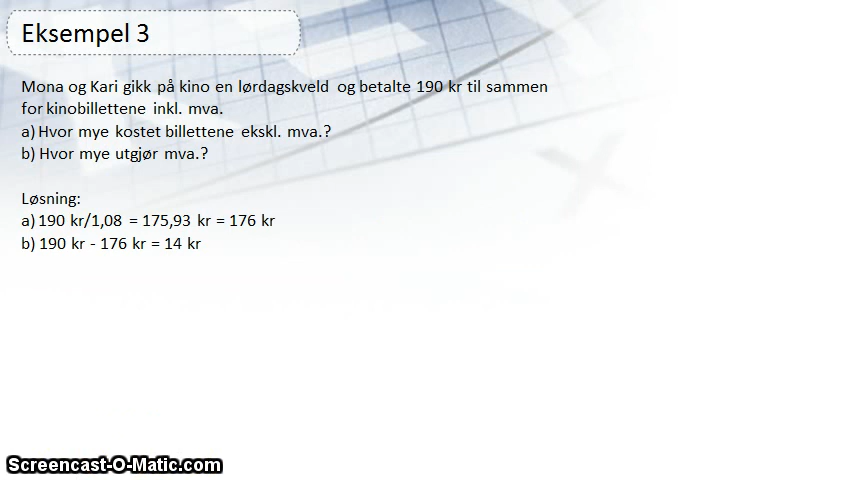 Eksempel 3
Mona og Kari gikk på kino en lørdagskveld og betalte 190 kr til sammen
for kinobillettene inkl. mva.
a) Hvor mye kostet billettene ekskl. mva.?
b) Hvor mye utgjør mva.?
Løsning:
a) 190 kr/1,08 = 175,93 kr = 176 kr
b) 190 kr - 176 kr = 14 kr
Screencast-O-Matic.com